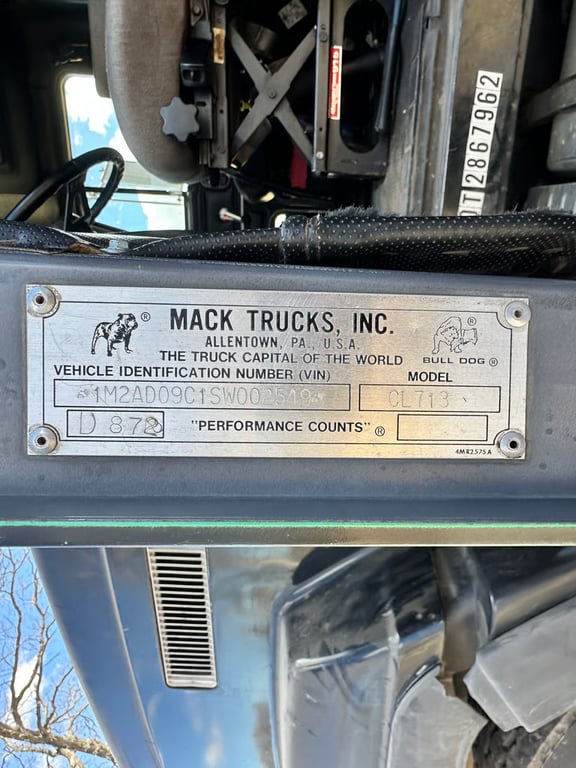 DT2867962
®
MACK TRUCKS, INC.
ALLENTOWN, PA., U.S.A.
THE TRUCK CAPITAL OF THE WORLD
BULL DOG ®
VEHICLE IDENTIFICATION NUMBER (VIN)
MODEL
CL713
D 872
"PERFORMANCE COUNTS" ®
4MR2575A